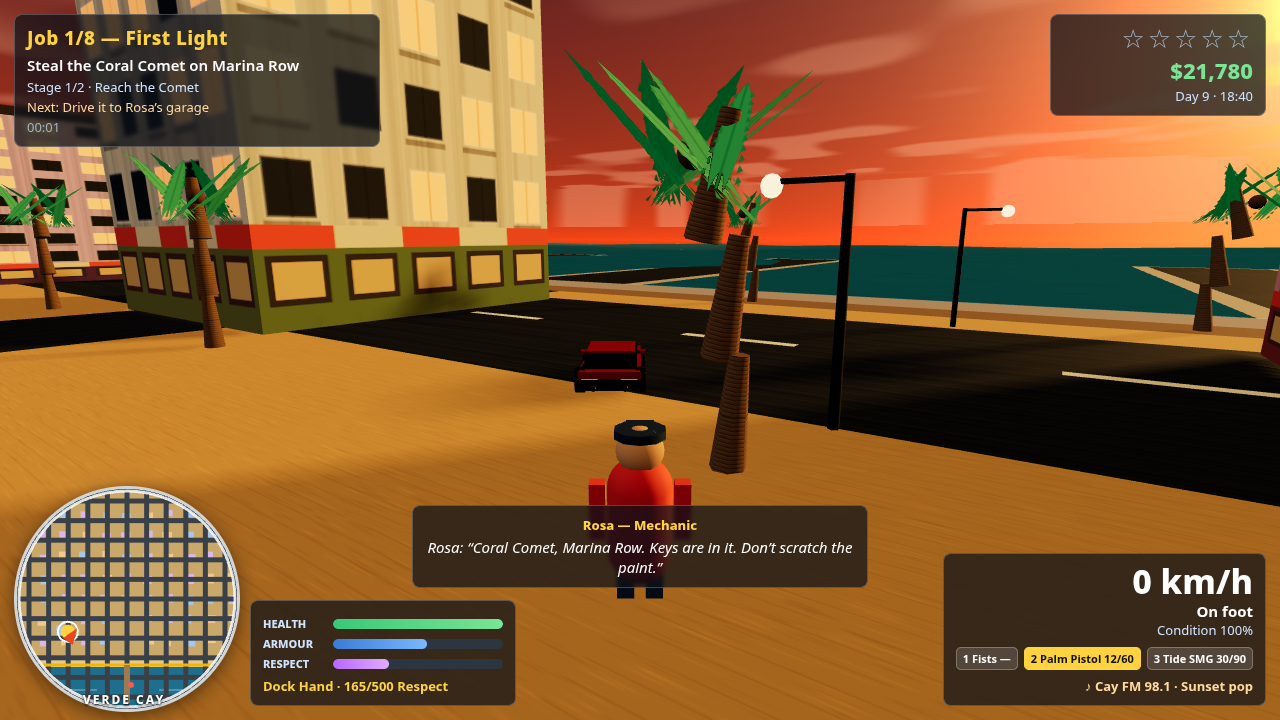 Job 1/8 — First Light
Steal the Coral Comet on Marina Row
Stage 1/2 · Reach the Comet
Next: Drive it to Rosa's garage
00:01
☆☆☆☆☆
$21,780
Day 9 · 18:40
Rosa — Mechanic
Rosa: “Coral Comet, Marina Row. Keys are in it. Don’t scratch the
paint.”
VERDE CAY
HEALTH
ARMOUR
RESPECT
Dock Hand · 165/500 Respect
0 km/h
On foot
Condition 100%
1 Fists — 2 Palm Pistol 12/60 3 Tide SMG 30/90
♪ Cay FM 98.1 · Sunset pop